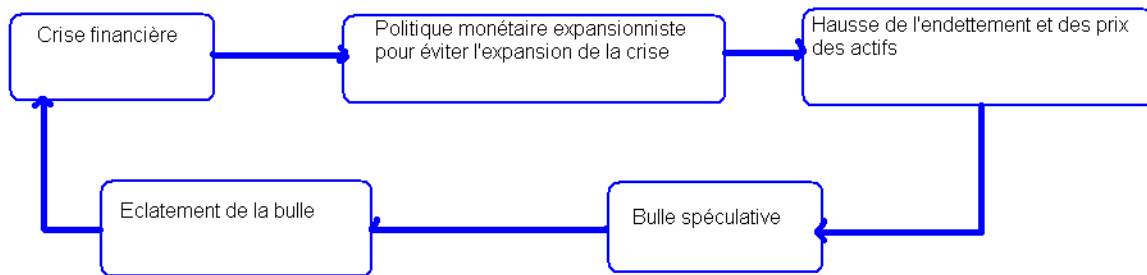 Crise financière
Politique monétaire expansionniste
pour éviter l'expansion de la crise
Hausse de l'endettement et des prix
des actifs
Bulle spéculative
Eclatement de la bulle